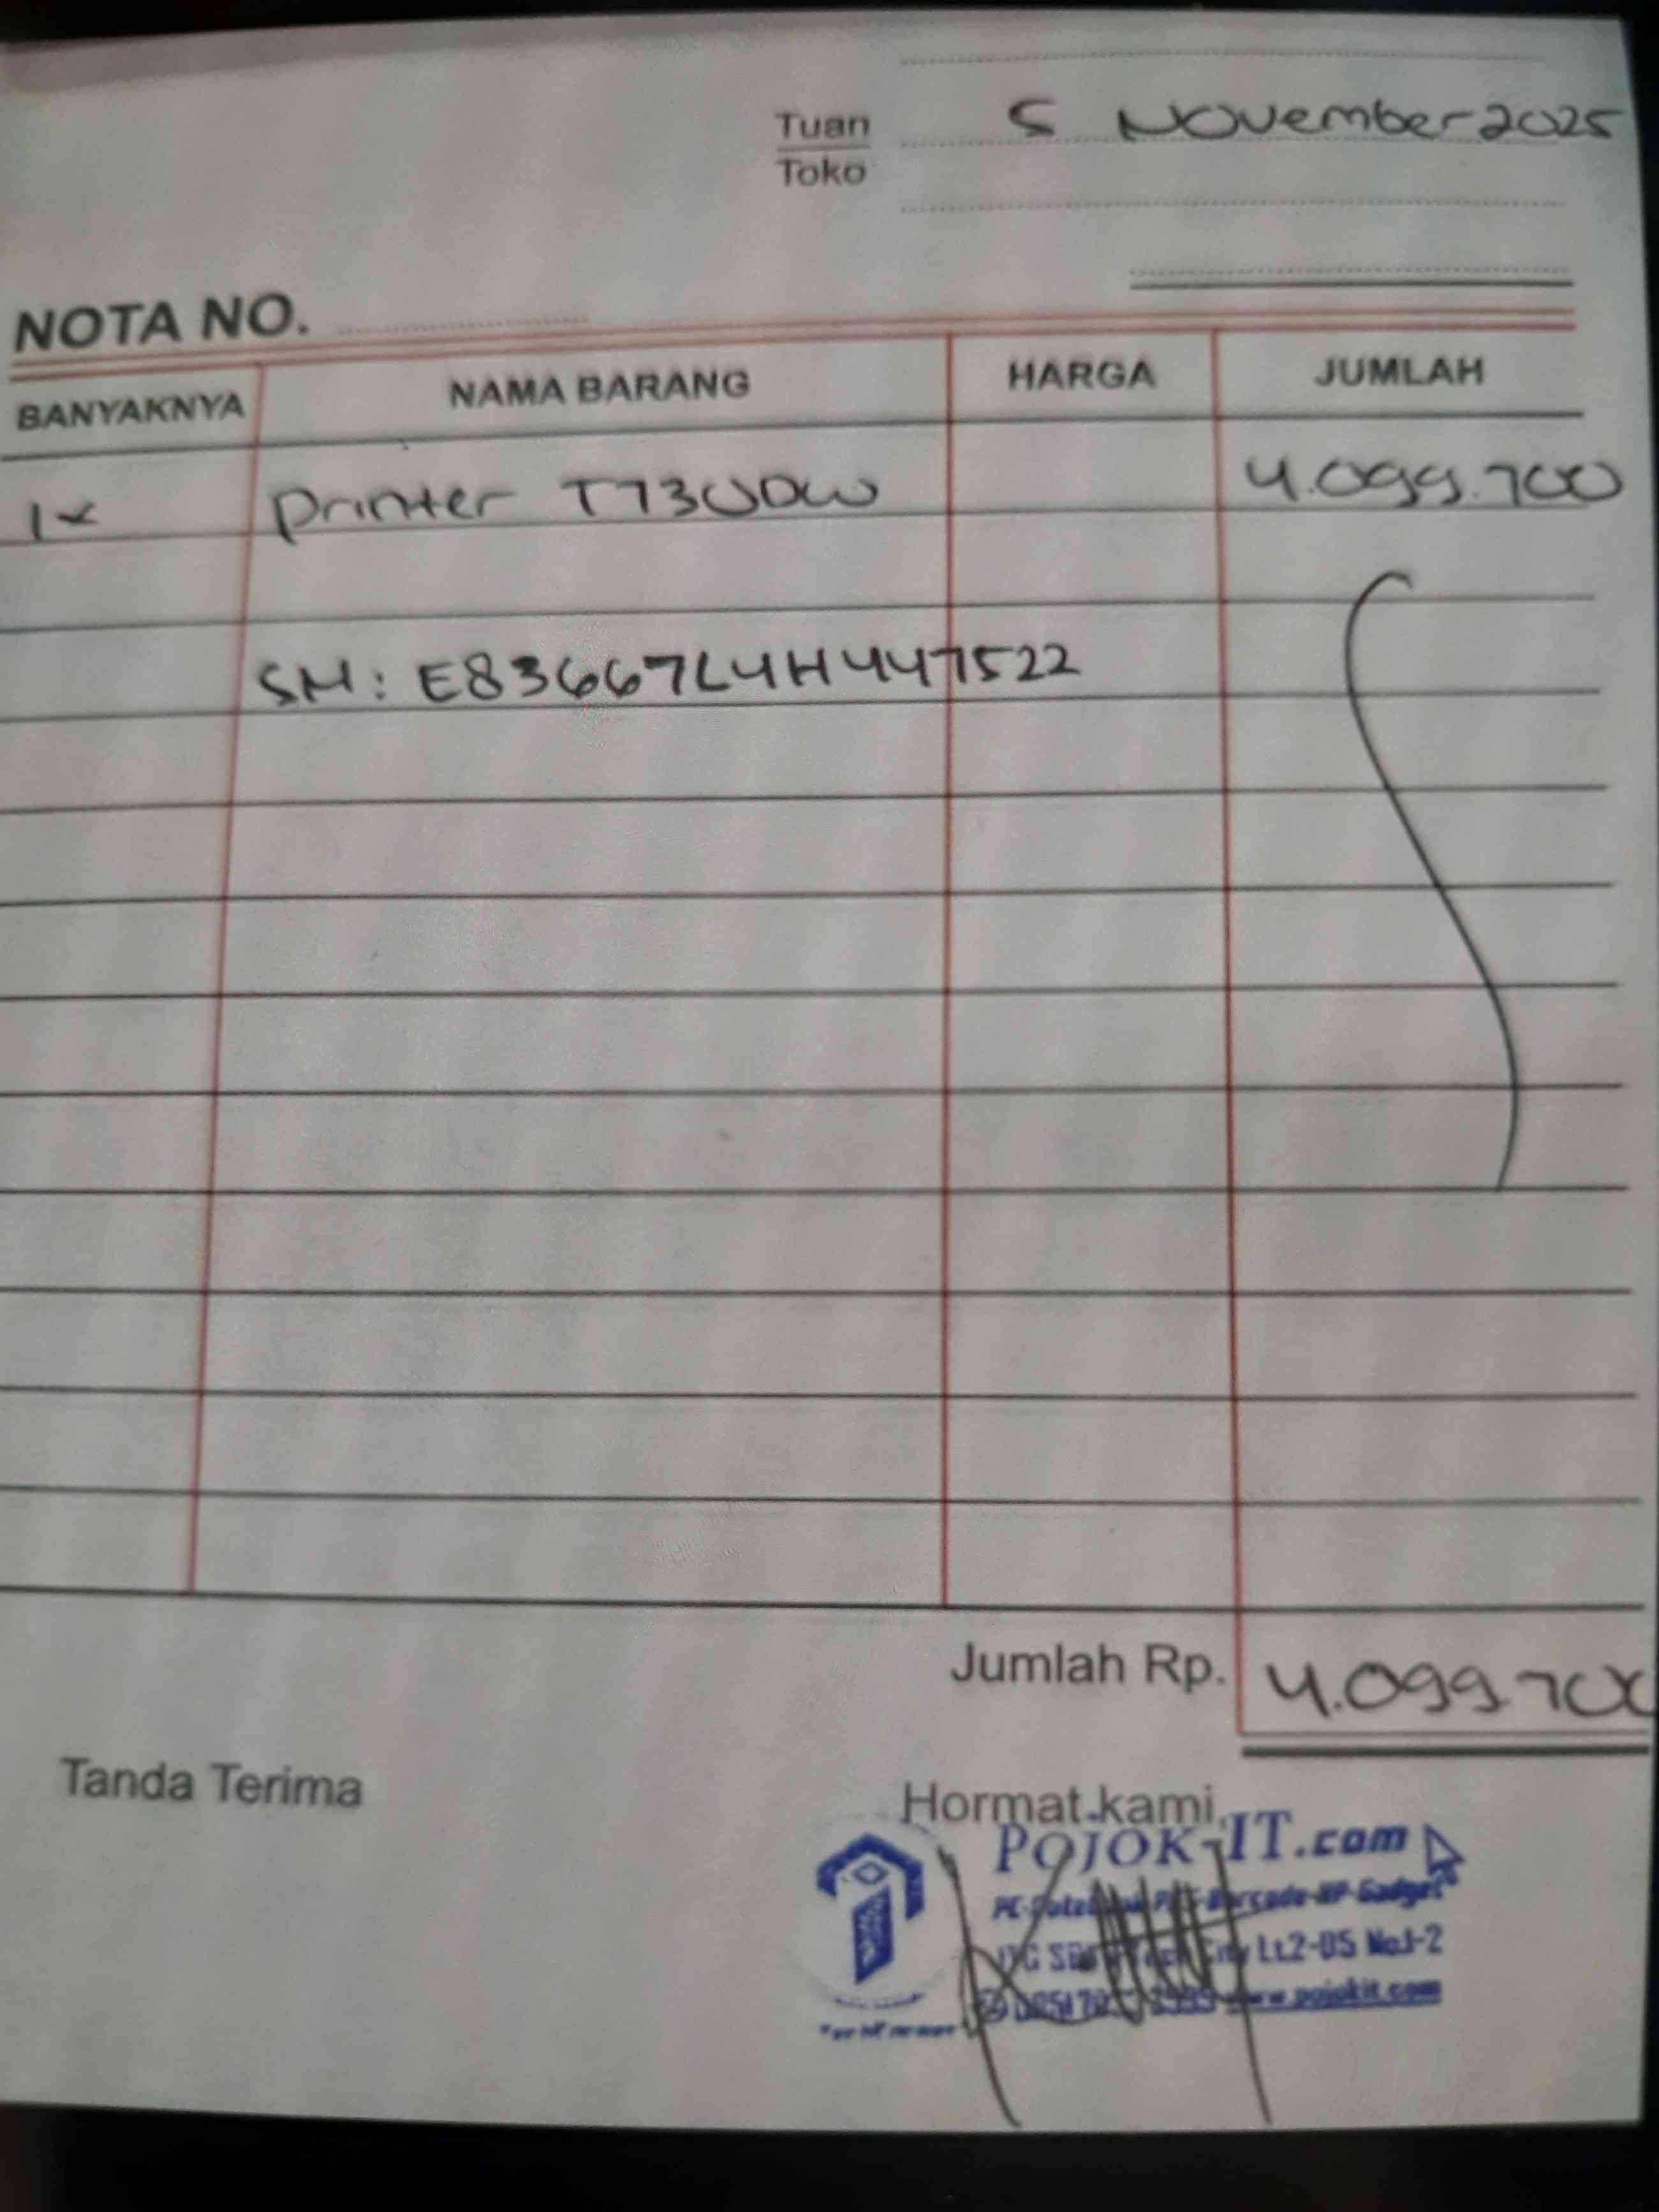 5 November 2025
Tuan
Toko
NOTA NO.
BANYAKNYA NAMA BARANG HARGA JUMLAH
1x Printer T730DW 4.099.700
SN: E83667L4H447522
Jumlah Rp. 4.099.700
Tanda Terima
Hormat kami,
POJOK-IT.com
Gadget
City Lt.2-05 No.1-2
www.pojokit.com